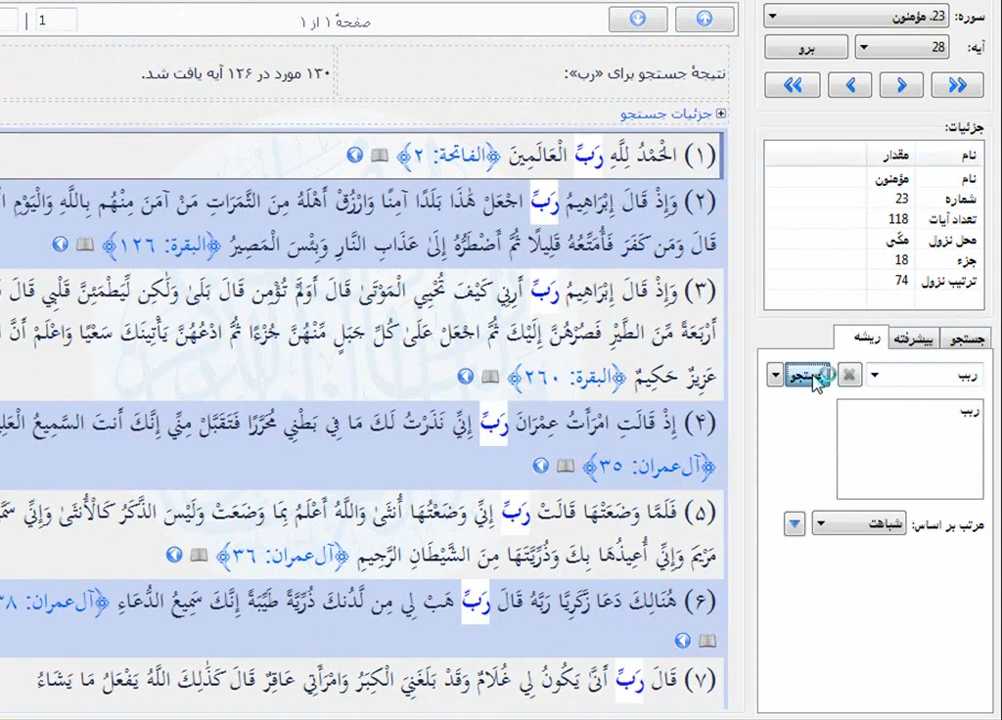 1 |
صفحهٔ ۱ از ۱
نتیجهٔ جستجو برای «رب»:
۱۳۰ مورد در ۱۲۶ آیه یافت شد.
جزئیات جستجو
(۱) الْحَمْدُ لِلَّهِ رَبِّ الْعَالَمِينَ ﴿الفاتحة: ۲﴾
(۲) وَإِذْ قَالَ إِبْرَاهِيمُ رَبِّ اجْعَلْ هَٰذَا بَلَدًا آمِنًا وَارْزُقْ أَهْلَهُ مِنَ الثَّمَرَاتِ مَنْ آمَنَ مِنْهُم بِاللَّهِ وَالْيَوْمِ
قَالَ وَمَن كَفَرَ فَأُمَتِّعُهُ قَلِيلًا ثُمَّ أَضْطَرُّهُ إِلَىٰ عَذَابِ النَّارِ وَبِئْسَ الْمَصِيرُ ﴿البقرة: ۱۲۶﴾
(۳) وَإِذْ قَالَ إِبْرَاهِيمُ رَبِّ أَرِنِي كَيْفَ تُحْيِي الْمَوْتَىٰ قَالَ أَوَلَمْ تُؤْمِن قَالَ بَلَىٰ وَلَٰكِن لِّيَطْمَئِنَّ قَلْبِي قَالَ
أَرْبَعَةً مِّنَ الطَّيْرِ فَصُرْهُنَّ إِلَيْكَ ثُمَّ اجْعَلْ عَلَىٰ كُلِّ جَبَلٍ مِّنْهُنَّ جُزْءًا ثُمَّ ادْعُهُنَّ يَأْتِينَكَ سَعْيًا وَاعْلَمْ أَنَّ
عَزِيزٌ حَكِيمٌ ﴿البقرة: ۲۶۰﴾
(۴) إِذْ قَالَتِ امْرَأَتُ عِمْرَانَ رَبِّ إِنِّي نَذَرْتُ لَكَ مَا فِي بَطْنِي مُحَرَّرًا فَتَقَبَّلْ مِنِّي إِنَّكَ أَنتَ السَّمِيعُ
﴿آل‌عمران: ۳۵﴾
(۵) فَلَمَّا وَضَعَتْهَا قَالَتْ رَبِّ إِنِّي وَضَعْتُهَا أُنثَىٰ وَاللَّهُ أَعْلَمُ بِمَا وَضَعَتْ وَلَيْسَ الذَّكَرُ كَالْأُنثَىٰ وَإِنِّي
مَرْيَمَ وَإِنِّي أُعِيذُهَا بِكَ وَذُرِّيَّتَهَا مِنَ الشَّيْطَانِ الرَّجِيمِ ﴿آل‌عمران: ۳۶﴾
(۶) هُنَالِكَ دَعَا زَكَرِيَّا رَبَّهُ قَالَ رَبِّ هَبْ لِي مِن لَّدُنكَ ذُرِّيَّةً طَيِّبَةً إِنَّكَ سَمِيعُ الدُّعَاءِ ﴿آل‌عمران:
(۷) قَالَ رَبِّ أَنَّىٰ يَكُونُ لِي غُلَامٌ وَقَدْ بَلَغَنِيَ الْكِبَرُ وَامْرَأَتِي عَاقِرٌ قَالَ كَذَٰلِكَ اللَّهُ يَفْعَلُ مَا يَشَاءُ
سوره: 23. مؤمنون
آیه: 28
برو
جزئیات:
نام مقدار
نام مؤمنون
شماره 23
تعداد آیات 118
محل نزول مکّی
جزء 18
ترتیب نزول 74
جستجو پیشرفته ریشه
ربب
ربب
مرتب بر اساس: شباهت